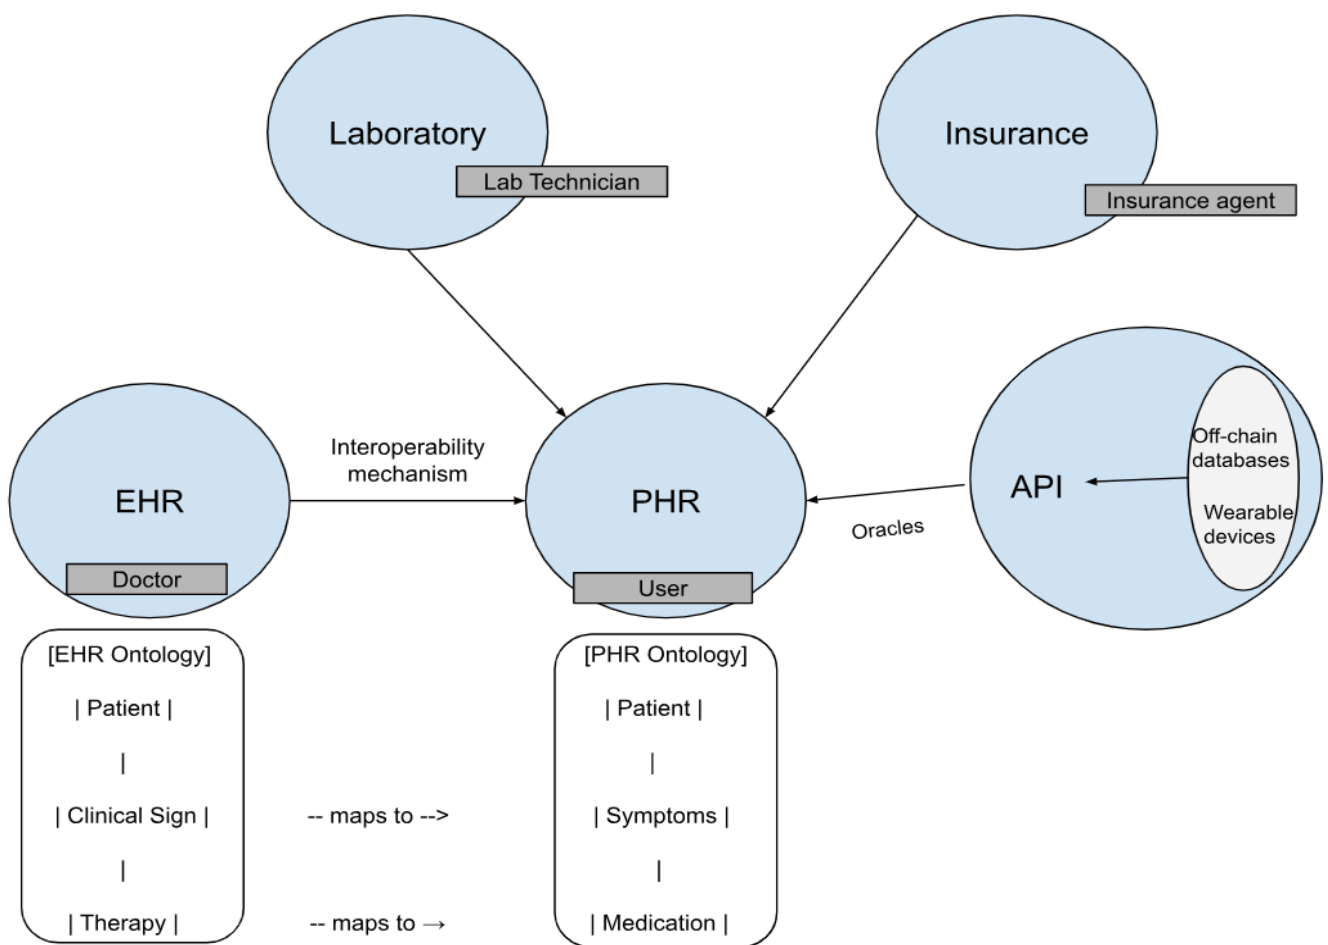 Laboratory
Lab Technician
Insurance
Insurance agent
EHR
Doctor
Interoperability
mechanism
PHR
User
Oracles
API
Off-chain
databases
Wearable
devices
[EHR Ontology]
| Patient |
|
| Clinical Sign |
|
| Therapy |
-- maps to -->
-- maps to →
[PHR Ontology]
| Patient |
|
| Symptoms |
|
| Medication |